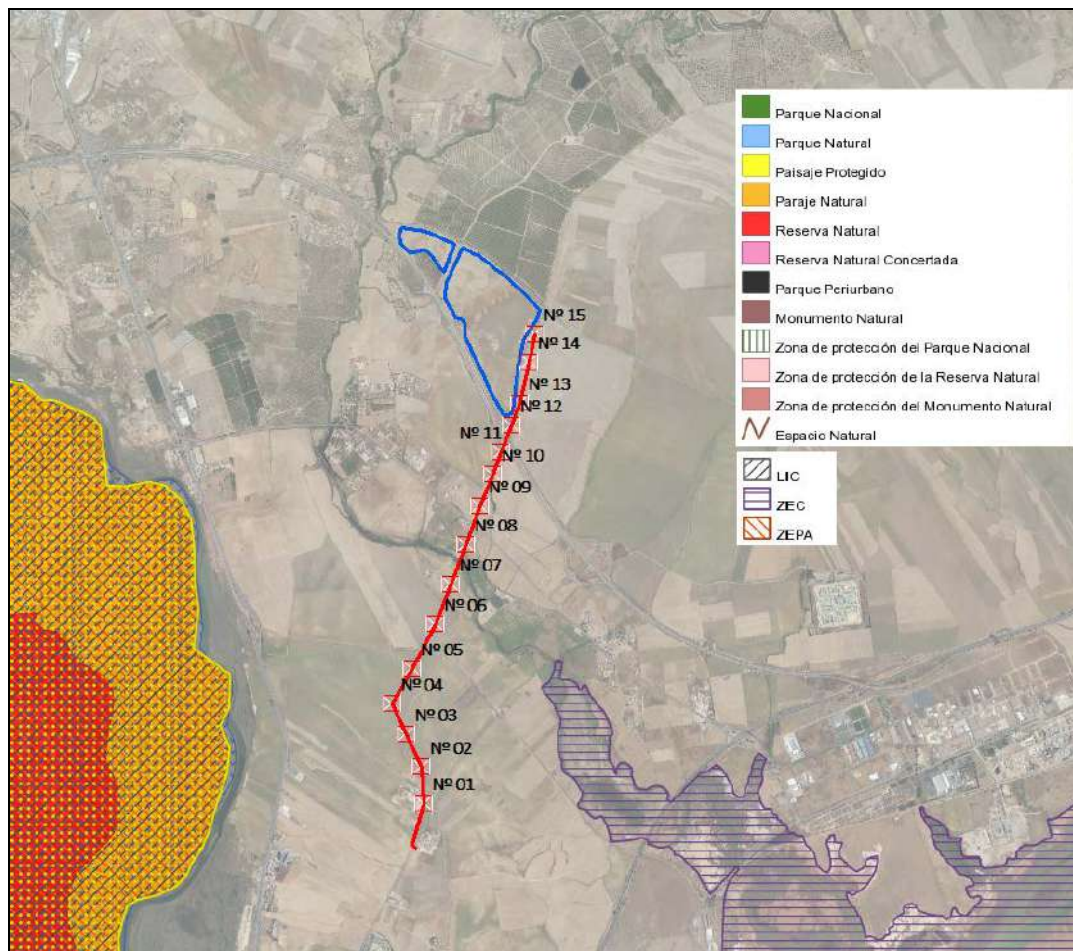 Parque Nacional
Parque Natural
Paisaje Protegido
Paraje Natural
Reserva Natural
Reserva Natural Concertada
Parque Periurbano
Monumento Natural
Zona de protección del Parque Nacional
Zona de protección de la Reserva Natural
Zona de protección del Monumento Natural
Espacio Natural
LIC
ZEC
ZEPA
Nº 15
Nº 14
Nº 13
Nº 12
Nº 11
Nº 10
Nº 09
Nº 08
Nº 07
Nº 06
Nº 05
Nº 04
Nº 03
Nº 02
Nº 01